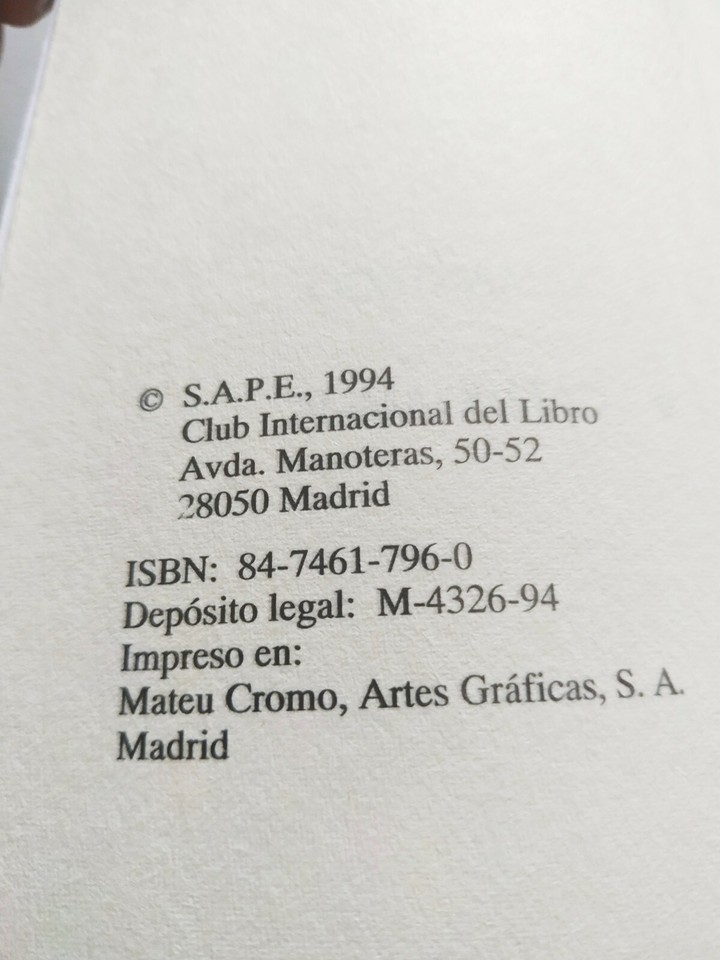 © S.A.P.E., 1994
Club Internacional del Libro
Avda. Manoteras, 50-52
28050 Madrid
ISBN: 84-7461-796-0
Depósito legal: M-4326-94
Impreso en:
Mateu Cromo, Artes Gráficas, S. A.
Madrid